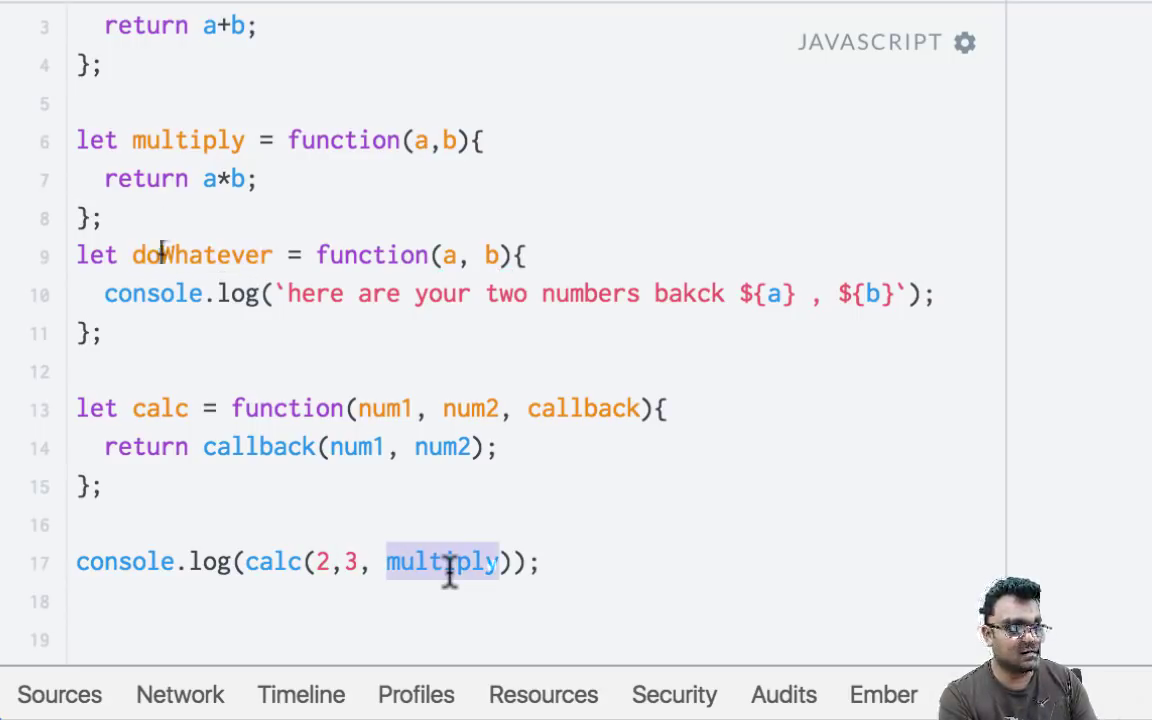 3 return a+b;
JAVASCRIPT
4 };
5
6 let multiply = function(a,b){
7 return a*b;
8 };
9 let doWhatever = function(a, b){
10 console.log(`here are your two numbers bakck ${a} , ${b}`);
11 };
12
13 let calc = function(num1, num2, callback){
14 return callback(num1, num2);
15 };
16
17 console.log(calc(2,3, multiply));
18
19
Sources Network Timeline Profiles Resources Security Audits Ember